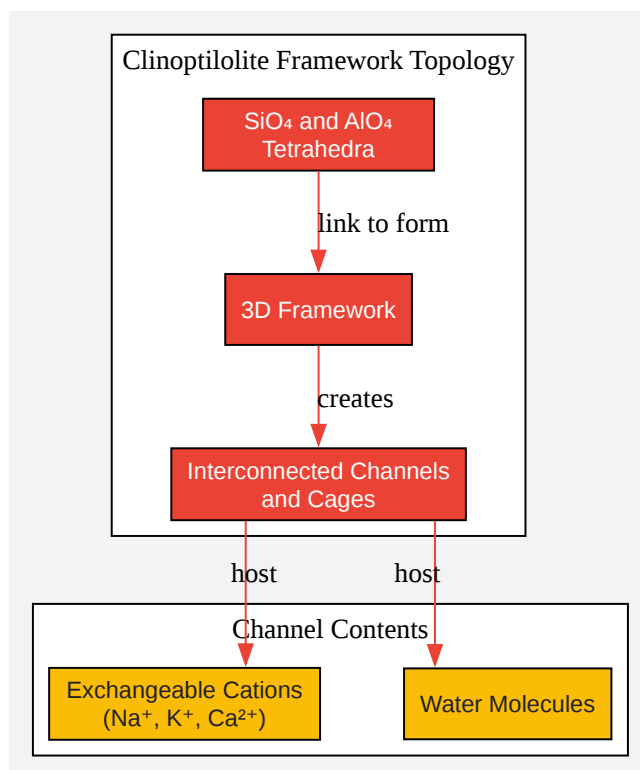 Clinoptilolite Framework Topology
SiO₄ and AlO₄
Tetrahedra
link to form
3D Framework
creates
Interconnected Channels
and Cages
host
host
Channel Contents
Exchangeable Cations
(Na⁺, K⁺, Ca²⁺)
Water Molecules